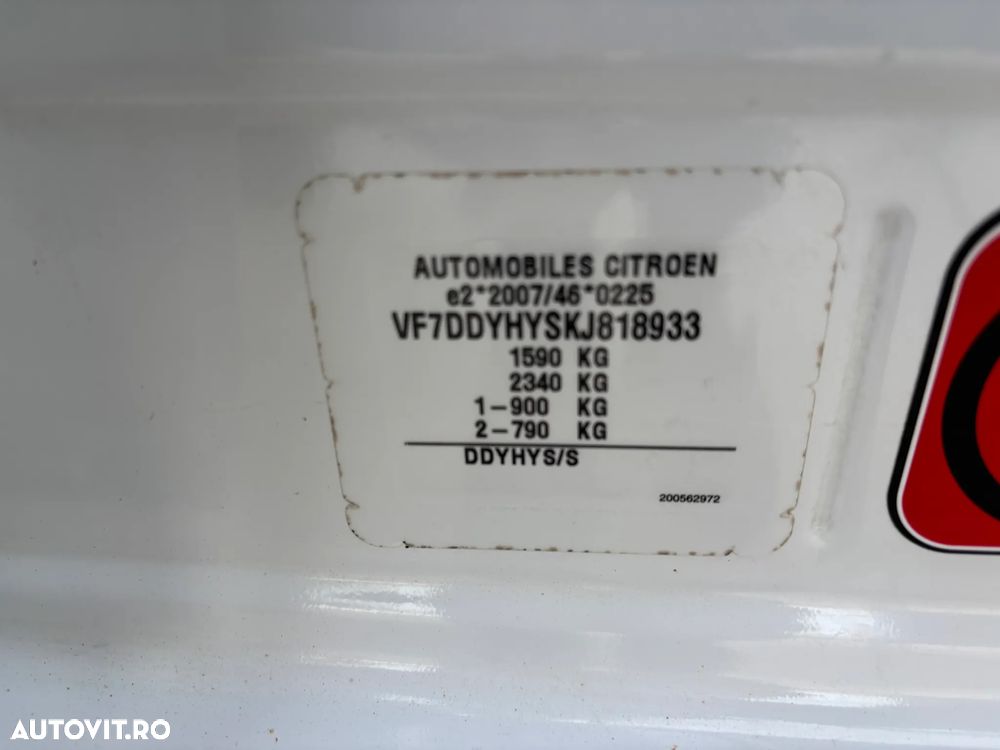 AUTOMOBILES CITROEN
e2*2007/46*0225
VF7DDYHYSKJ818933
1590 KG
2340 KG
1-900 KG
2-790 KG
DDYHYS/S
200562972
AUTOVIT.RO